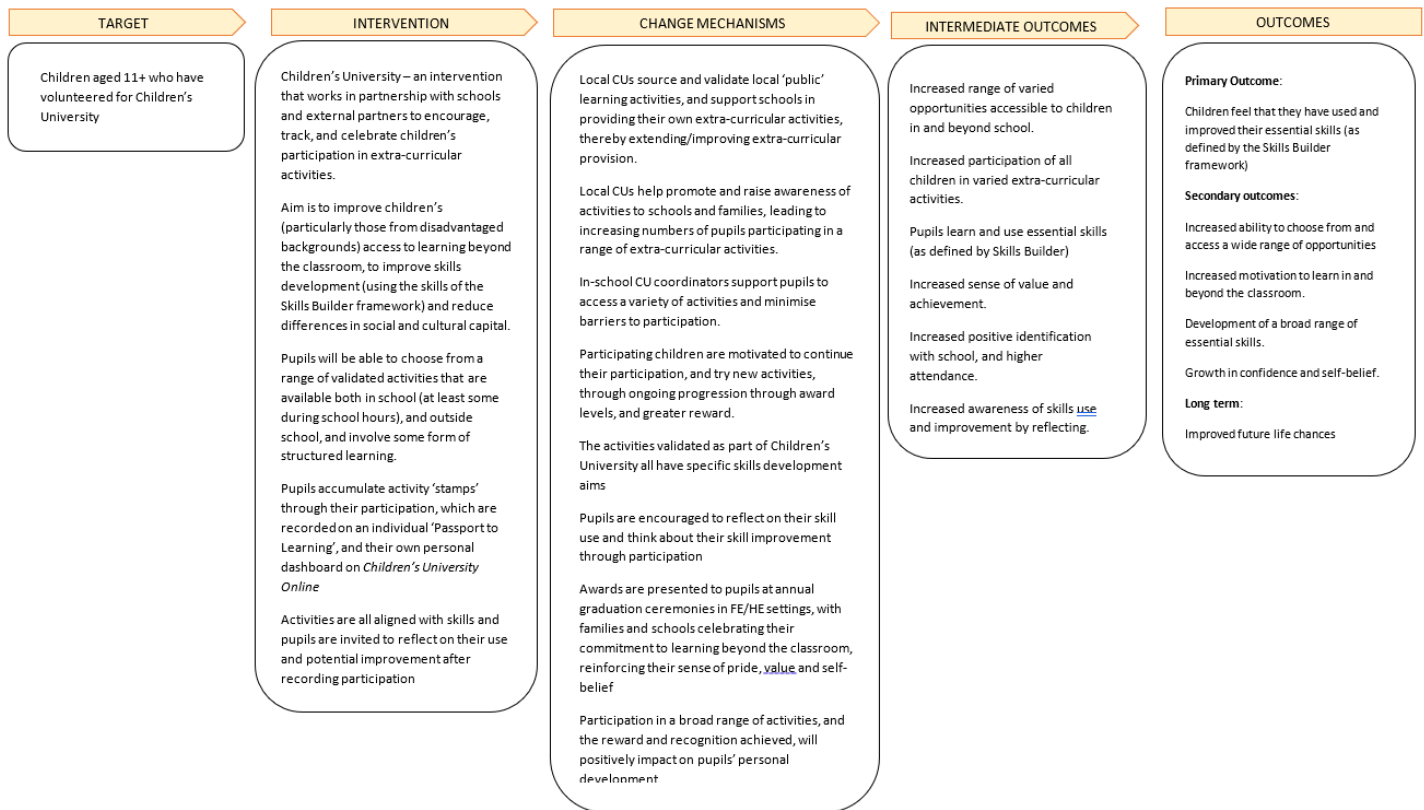 TARGET
Children aged 11+ who have
volunteered for Children's
University
INTERVENTION
Children's University – an intervention
that works in partnership with schools
and external partners to encourage,
track, and celebrate children's
participation in extra-curricular
activities.
Aim is to improve children's
(particularly those from disadvantaged
backgrounds) access to learning beyond
the classroom, to improve skills
development (using the skills of the
Skills Builder framework) and reduce
differences in social and cultural capital.
Pupils will be able to choose from a
range of validated activities that are
available both in school (at least some
during school hours), and outside
school, and involve some form of
structured learning.
Pupils accumulate activity 'stamps'
through their participation, which are
recorded on an individual 'Passport to
Learning', and their own personal
dashboard on Children's University
Online
Activities are all aligned with skills and
pupils are invited to reflect on their use
and potential improvement after
recording participation
CHANGE MECHANISMS
Local CUs source and validate local 'public'
learning activities, and support schools in
providing their own extra-curricular activities,
thereby extending/improving extra-curricular
provision.
Local CUs help promote and raise awareness of
activities to schools and families, leading to
increasing numbers of pupils participating in a
range of extra-curricular activities.
In-school CU coordinators support pupils to
access a variety of activities and minimise
barriers to participation.
Participating children are motivated to continue
their participation, and try new activities,
through ongoing progression through award
levels, and greater reward.
The activities validated as part of Children's
University all have specific skills development
aims
Pupils are encouraged to reflect on their skill
use and think about their skill improvement
through participation
Awards are presented to pupils at annual
graduation ceremonies in FE/HE settings, with
families and schools celebrating their
commitment to learning beyond the classroom,
reinforcing their sense of pride, value and self-
belief
Participation in a broad range of activities, and
the reward and recognition achieved, will
positively impact on pupils' personal
development
INTERMEDIATE OUTCOMES
Increased range of varied
opportunities accessible to children
in and beyond school.
Increased participation of all
children in varied extra-curricular
activities.
Pupils learn and use essential skills
(as defined by Skills Builder)
Increased sense of value and
achievement.
Increased positive identification
with school, and higher
attendance.
Increased awareness of skills use
and improvement by reflecting.
OUTCOMES
Primary Outcome:
Children feel that they have used and
improved their essential skills (as
defined by the Skills Builder
framework)
Secondary outcomes:
Increased ability to choose from and
access a wide range of opportunities
Increased motivation to learn in and
beyond the classroom.
Development of a broad range of
essential skills.
Growth in confidence and self-belief.
Long term:
Improved future life chances